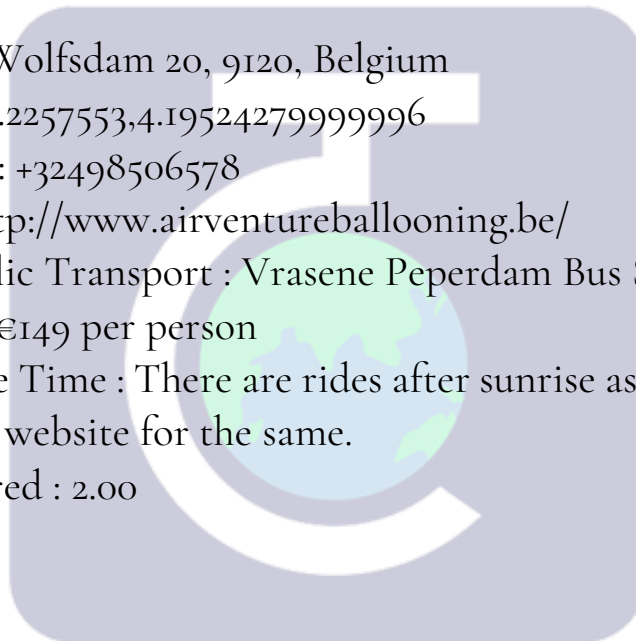 Wolfsdam 20, 9120, Belgium
.2257553,4.19524279999996
: +32498506578
tp://www.airventureballooning.be/
lic Transport : Vrasene Peperdam Bus S
€149 per person
e Time : There are rides after sunrise as
website for the same.
red : 2.00